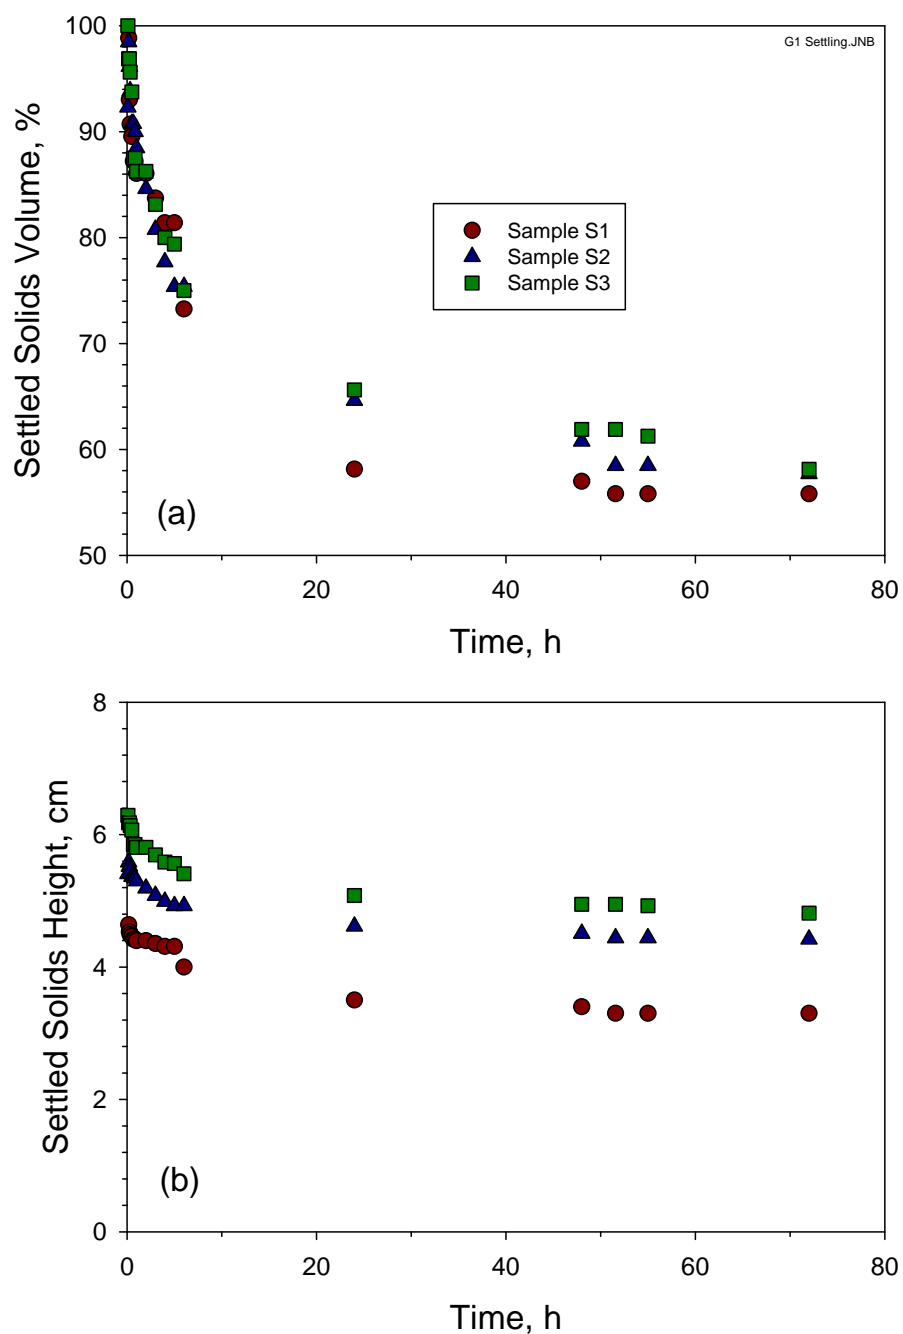 G1 Settling.JNB
Settled Solids Volume, %
100
90
80
70
60
50
Sample S1
Sample S2
Sample S3
(a)
0 20 40 60 80
Time, h
Settled Solids Height, cm
8
6
4
2
0
(b)
0 20 40 60 80
Time, h